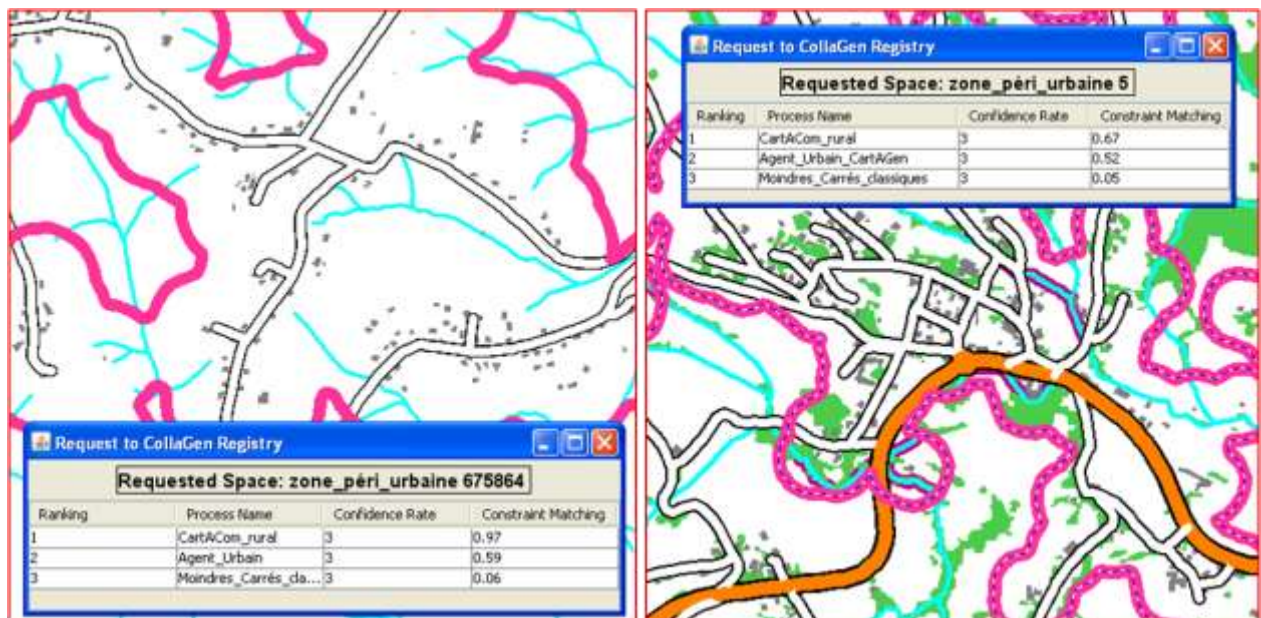 Request to CollaGen Registry
Requested Space: zone_péri_urbaine 675864
Ranking Process Name Confidence Rate Constraint Matching
1 CartACom_rural 3 0.97
2 Agent_Urbain 3 0.59
3 Moindres_Carrés_cla... 3 0.06
Request to CollaGen Registry
Requested Space: zone_péri_urbaine 5
Ranking Process Name Confidence Rate Constraint Matching
1 CartACom_rural 3 0.67
2 Agent_Urbain_CartAGen 3 0.52
3 Moindres_Carrés_classiques 3 0.05